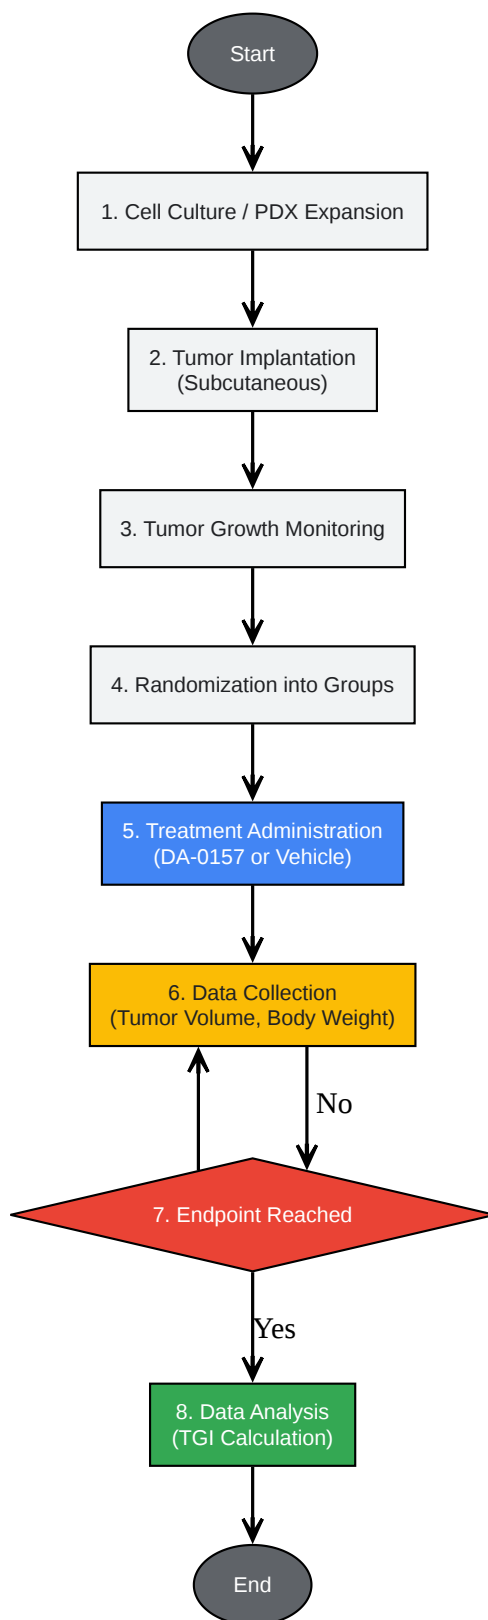 Start
1. Cell Culture / PDX Expansion
2. Tumor Implantation
(Subcutaneous)
3. Tumor Growth Monitoring
4. Randomization into Groups
5. Treatment Administration
(DA-0157 or Vehicle)
6. Data Collection
(Tumor Volume, Body Weight)
No
7. Endpoint Reached
Yes
8. Data Analysis
(TGI Calculation)
End